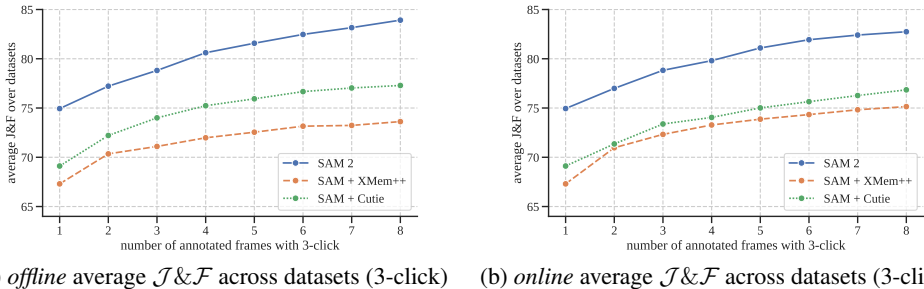 85
80
75
70
65
average J&F over datasets
SAM 2
SAM + XMem++
SAM + Cutie
1 2 3 4 5 6 7 8
number of annotated frames with 3-click
offline average J&F across datasets (3-click)
85
80
75
70
65
average J&F over datasets
SAM 2
SAM + XMem++
SAM + Cutie
1 2 3 4 5 6 7 8
number of annotated frames with 3-click
(b) online average J&F across datasets (3-cli